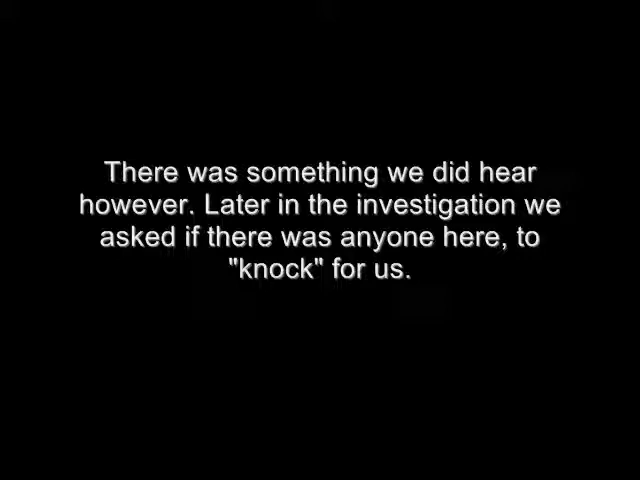 There was something we did hear
however. Later in the investigation we
asked if there was anyone here, to
"knock" for us.